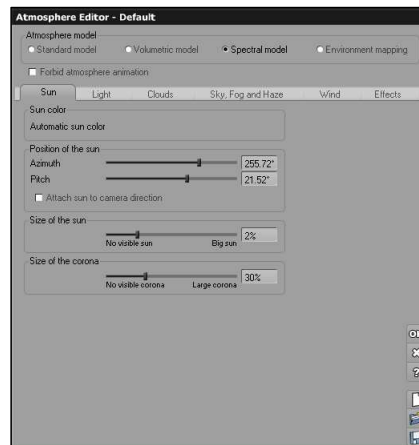 Atmosphere Editor - Default
Atmosphere model
Standard model Volumetric model Spectral model Environment mapping
Forbid atmosphere animation
Sun Light Clouds Sky, Fog and Haze Wind Effects
Sun color
Automatic sun color
Position of the sun
Azimuth 255.72°
Pitch 21.52°
Attach sun to camera direction
Size of the sun
2%
No visible sun Big sun
Size of the corona
30%
No visible corona Large corona